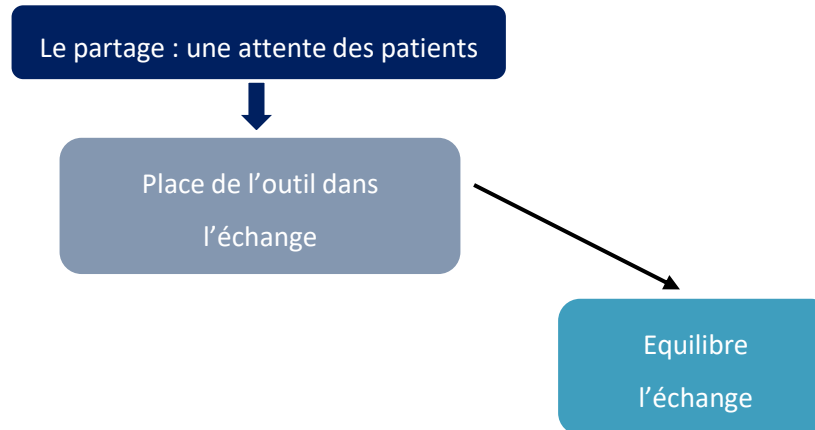 Le partage : une attente des patients
Place de l’outil dans
l’échange
Equilibre
l’échange